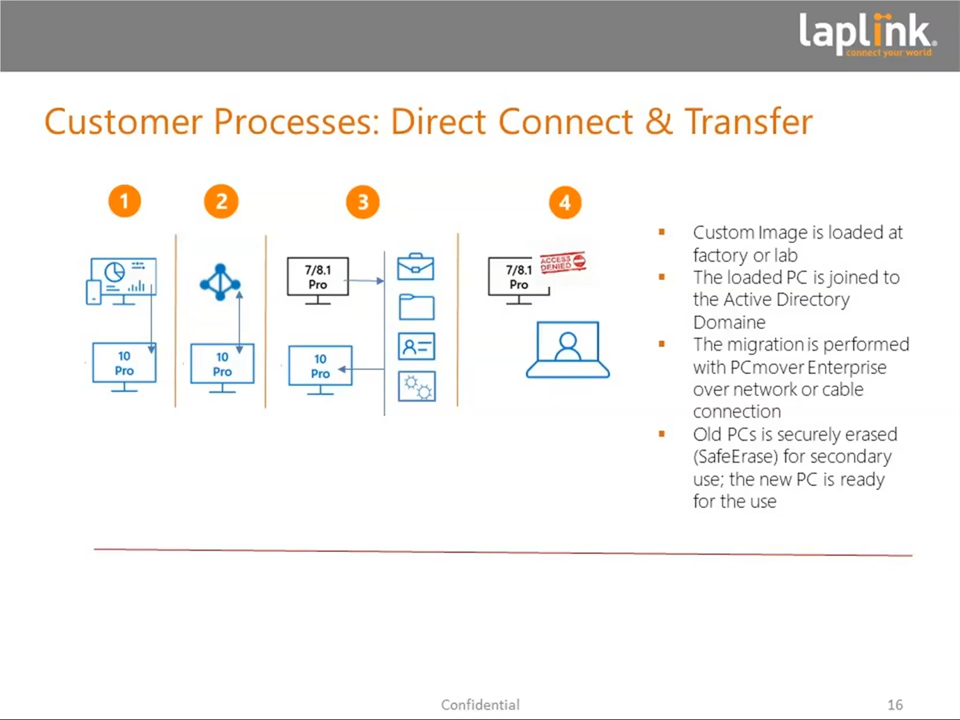 laplink.
connect your world
Customer Processes: Direct Connect & Transfer
1
2
3
4
7/8.1
Pro
7/8.1
Pro
ACCESS
DENIED
10
Pro
10
Pro
10
Pro
Custom Image is loaded at
factory or lab
The loaded PC is joined to
the Active Directory
Domaine
The migration is performed
with PCmover Enterprise
over network or cable
connection
Old PCs is securely erased
(SafeErase) for secondary
use; the new PC is ready
for the use
Confidential
16